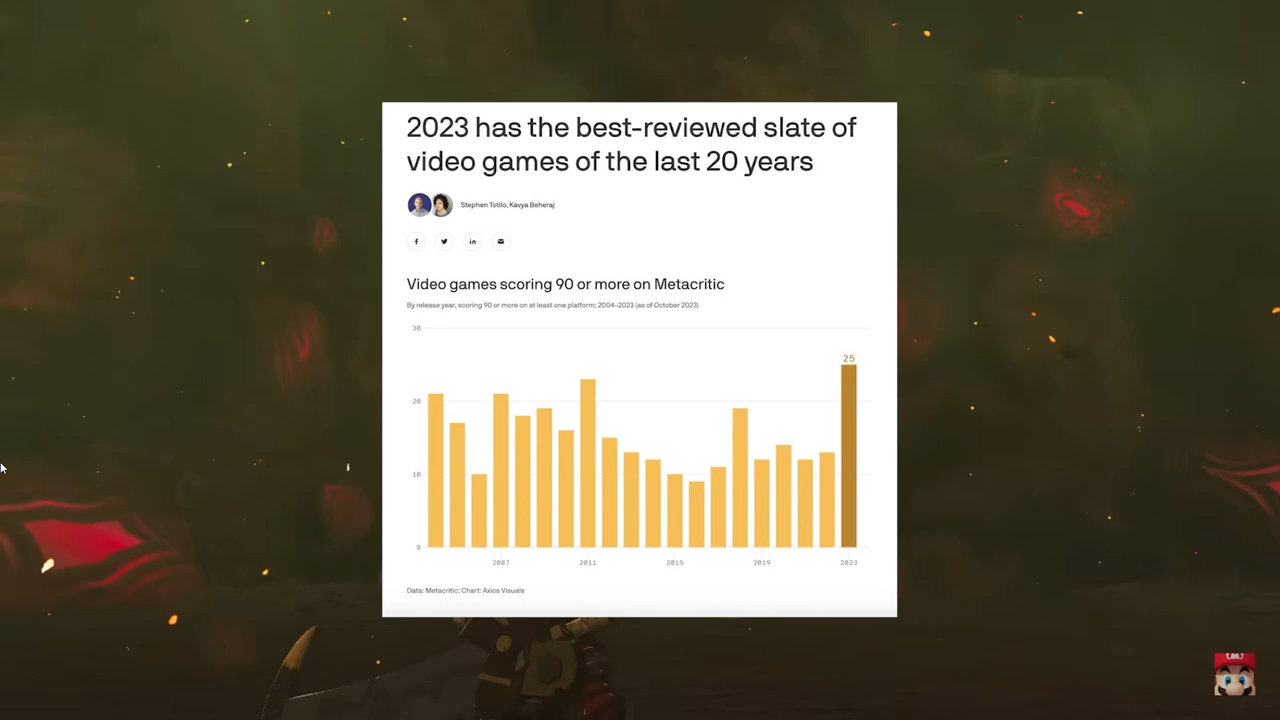 2023 has the best-reviewed slate of
video games of the last 20 years
Stephen Totilo, Kavya Beheraj
Video games scoring 90 or more on Metacritic
By release year, scoring 90 or more on at least one platform; 2004–2023 (as of October 2023)
30
25
20
10
0
2007 2011 2015 2019 2023
Data: Metacritic; Chart: Axios Visuals
M